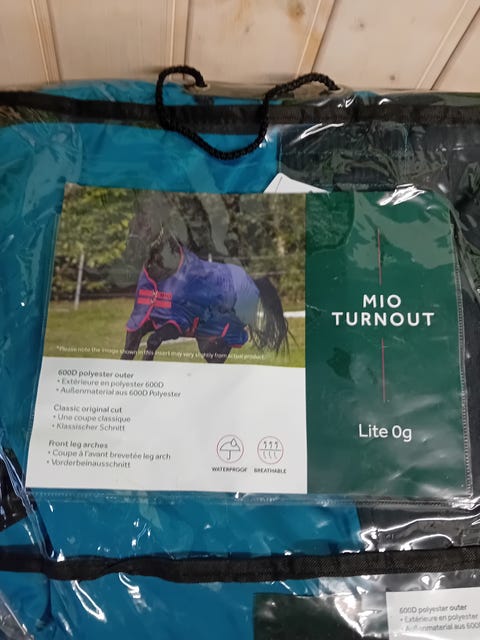 *Please note the image shown in this insert may vary slightly from actual product.
600D polyester outer
• Extérieure en polyester 600D
• Außenmaterial aus 600D Polyester
Classic original cut
• Une coupe classique
• Klassischer Schnitt
Front leg arches
• Coupe à l'avant brevetée leg arch
• Vorderbeinausschnitt
WATERPROOF
BREATHABLE
MIO
TURNOUT
Lite 0g
600D polyester outer
• Extérieure en polyester
• Außenmaterial aus 600D